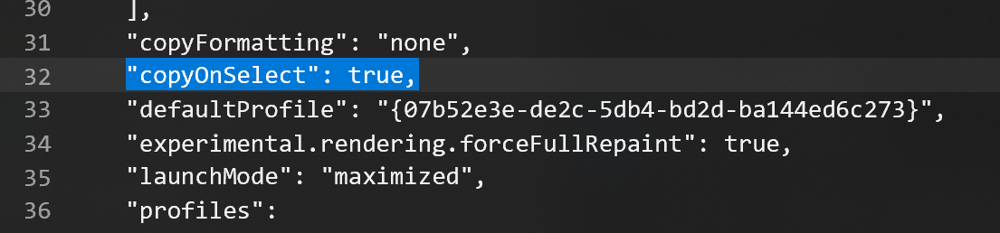 30 ],
31 "copyFormatting": "none",
32 "copyOnSelect": true,
33 "defaultProfile": "{07b52e3e-de2c-5db4-bd2d-ba144ed6c273}",
34 "experimental.rendering.forceFullRepaint": true,
35 "launchMode": "maximized",
36 "profiles":